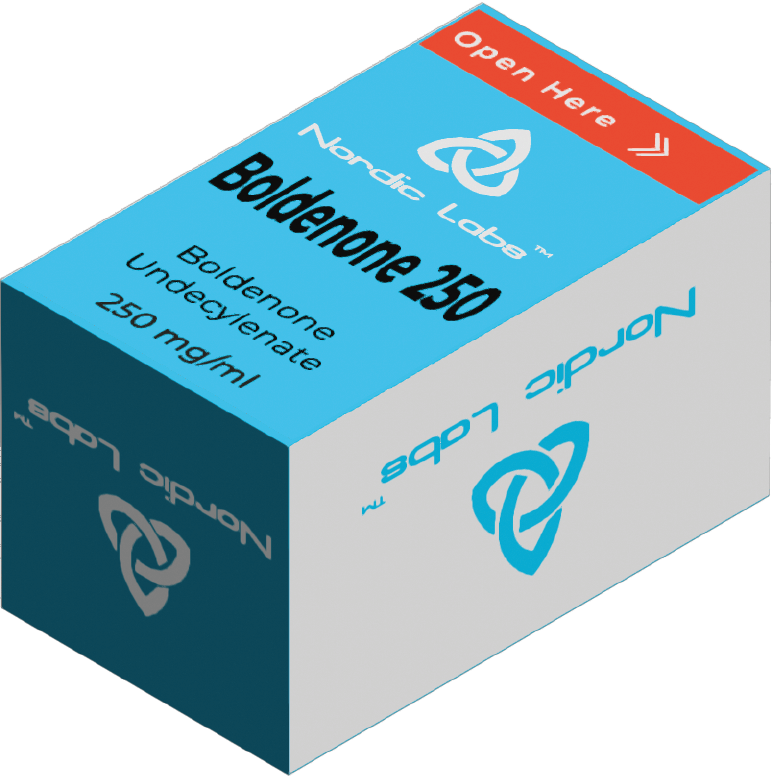 Open Here
Nordic Labs™
Boldenone 250
Boldenone
Undecylenate
250 mg/ml
Nordic Labs™
Nordic Labs™